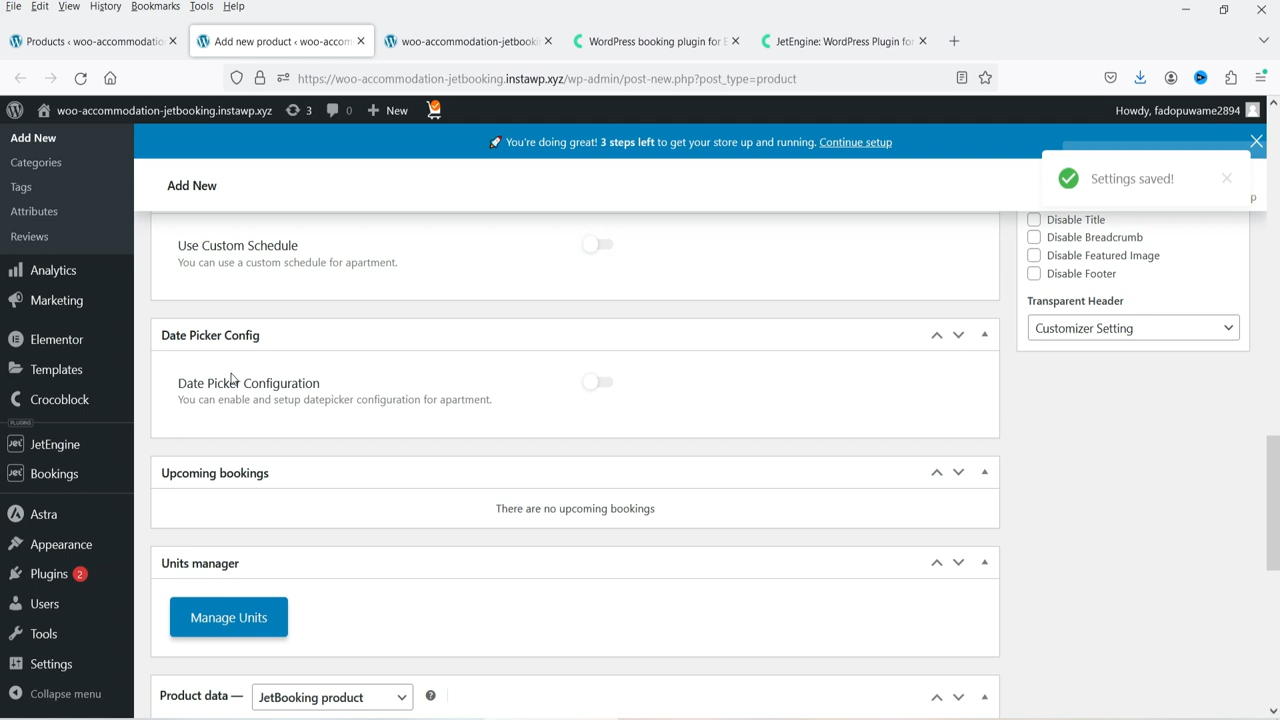 File Edit View History Bookmarks Tools Help
Products ‹ woo-accommodatio
Add new product ‹ woo-accom
woo-accommodation-jetbooki
WordPress booking plugin for E
JetEngine: WordPress Plugin for
https://woo-accommodation-jetbooking.instawp.xyz/wp-admin/post-new.php?post_type=product
woo-accommodation-jetbooking.instawp.xyz 3 0 New Howdy, fadopuwame2894
Add New
Categories
Tags
Attributes
Reviews
Analytics
Marketing
Elementor
Templates
Crocoblock
PLUGINS
Jet JetEngine
Jet Bookings
Astra
Appearance
Plugins 2
Users
Tools
Settings
Collapse menu
You're doing great! 3 steps left to get your store up and running. Continue setup
Add New
Settings saved!
p
Use Custom Schedule
You can use a custom schedule for apartment.
Date Picker Config
Date Picker Configuration
You can enable and setup datepicker configuration for apartment.
Upcoming bookings
There are no upcoming bookings
Units manager
Manage Units
Product data — JetBooking product ?
Disable Title
Disable Breadcrumb
Disable Featured Image
Disable Footer
Transparent Header
Customizer Setting